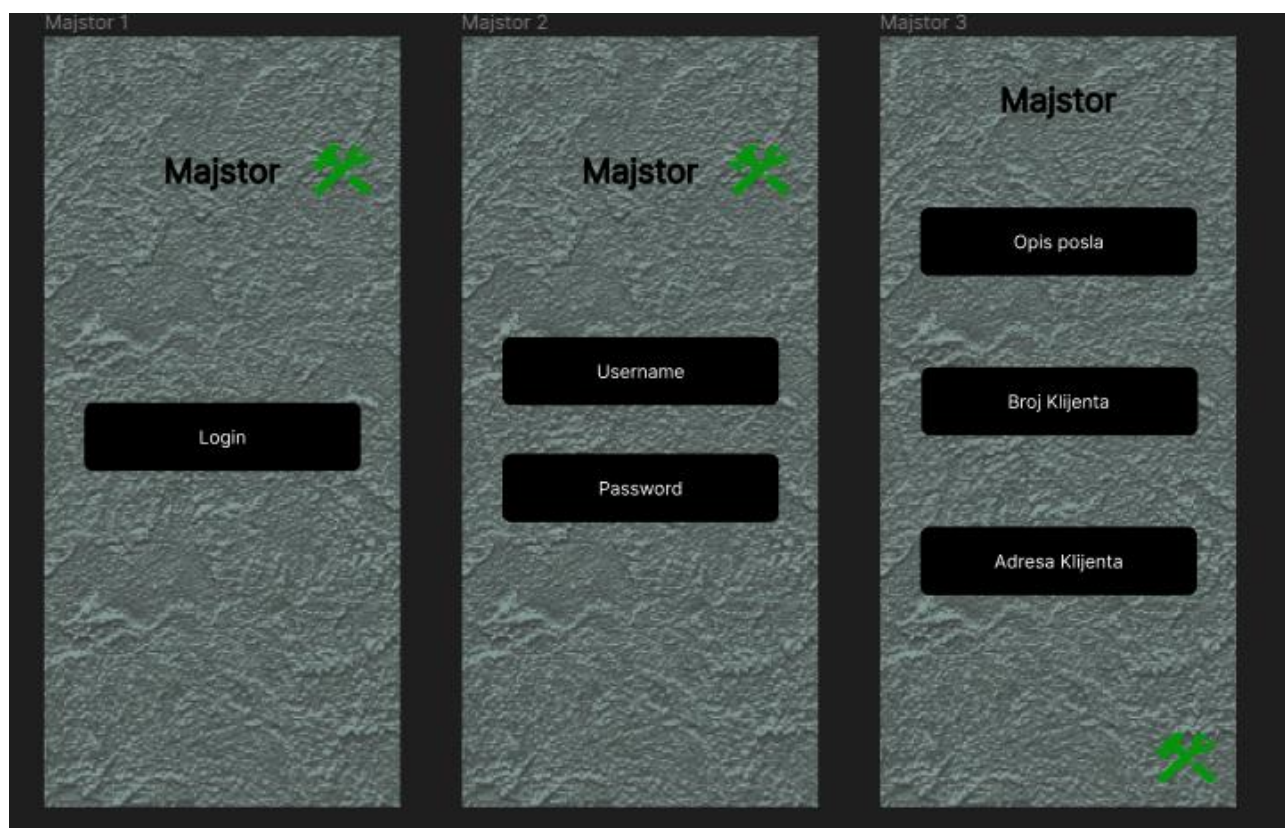 Majstor 1
Majstor
Login
Majstor 2
Majstor
Username
Password
Majstor 3
Majstor
Opis posla
Broj Klijenta
Adresa Klijenta